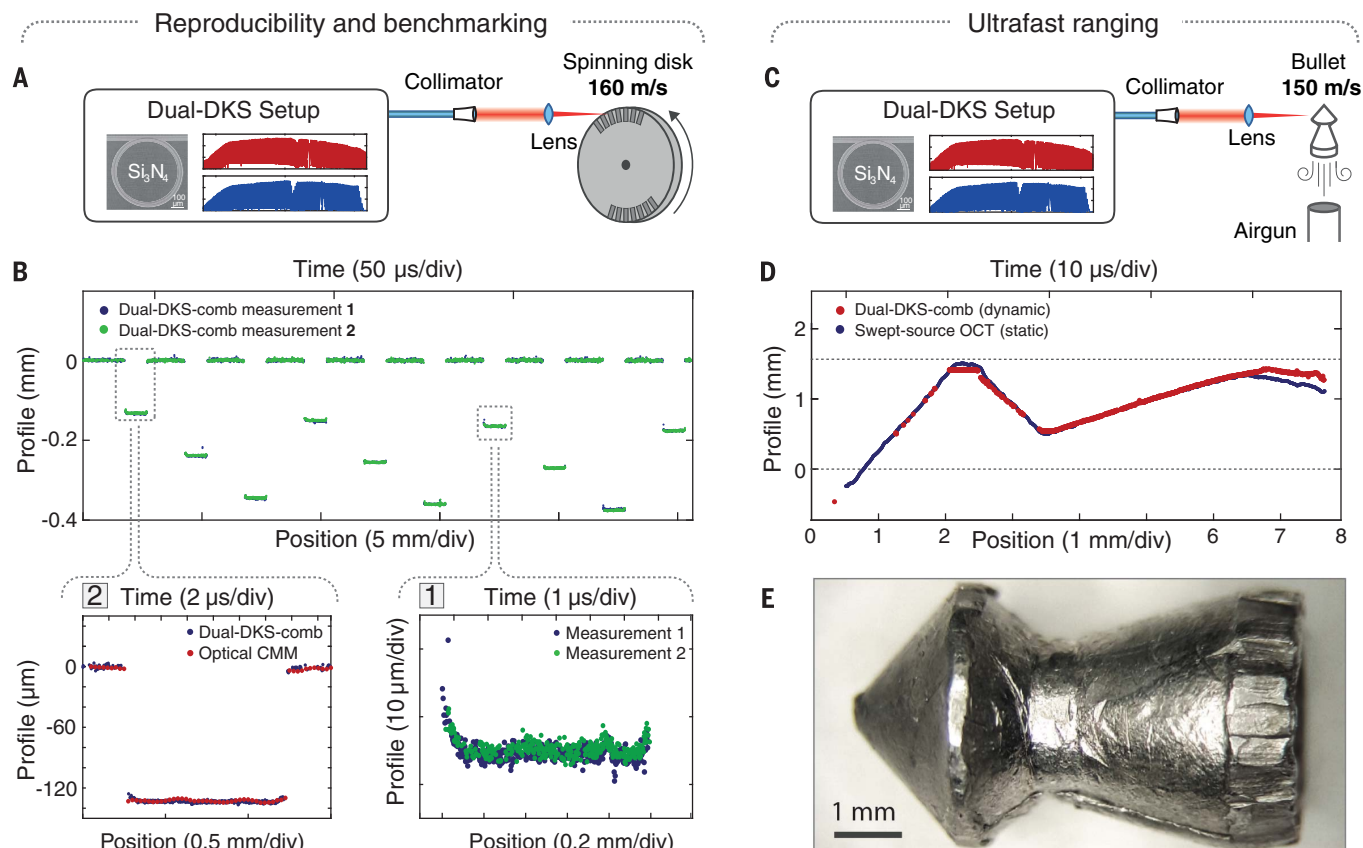 Reproducibility and benchmarking
A
Dual-DKS Setup
Si₃N₄
100
µm
Collimator
Lens
Spinning disk
160 m/s
B
Time (50 µs/div)
Dual-DKS-comb measurement 1
Dual-DKS-comb measurement 2
Profile (mm)
0
-0.2
-0.4
Position (5 mm/div)
2
Time (2 µs/div)
Dual-DKS-comb
Optical CMM
Profile (µm)
0
-60
-120
Position (0.5 mm/div)
1
Time (1 µs/div)
Measurement 1
Measurement 2
Profile (10 µm/div)
Position (0.2 mm/div)
Ultrafast ranging
C
Dual-DKS Setup
Si₃N₄
100
µm
Collimator
Lens
Bullet
150 m/s
Airgun
D
Time (10 µs/div)
Dual-DKS-comb (dynamic)
Swept-source OCT (static)
Profile (mm)
2
1
0
0 1 2 Position (1 mm/div) 6 7 8
E
1 mm